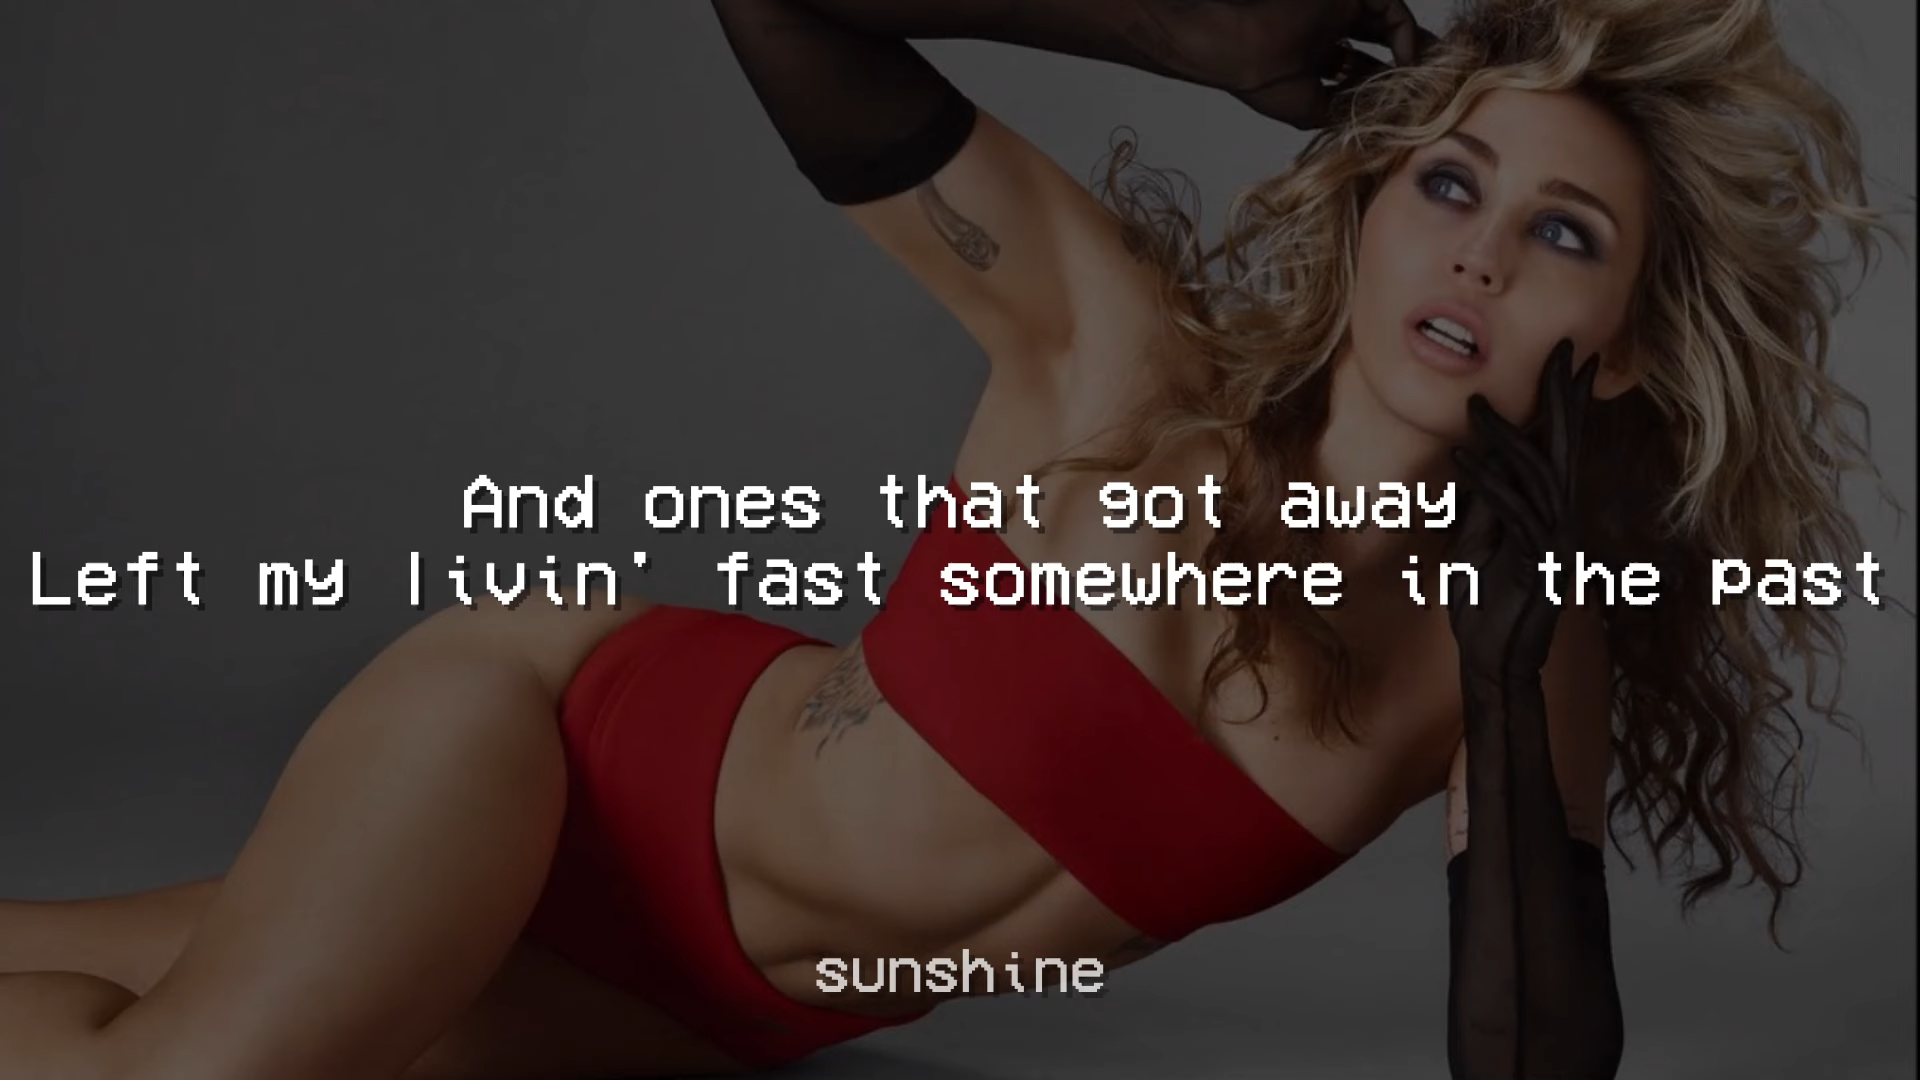 And ones that got away
Left my livin' fast somewhere in the past
sunshine